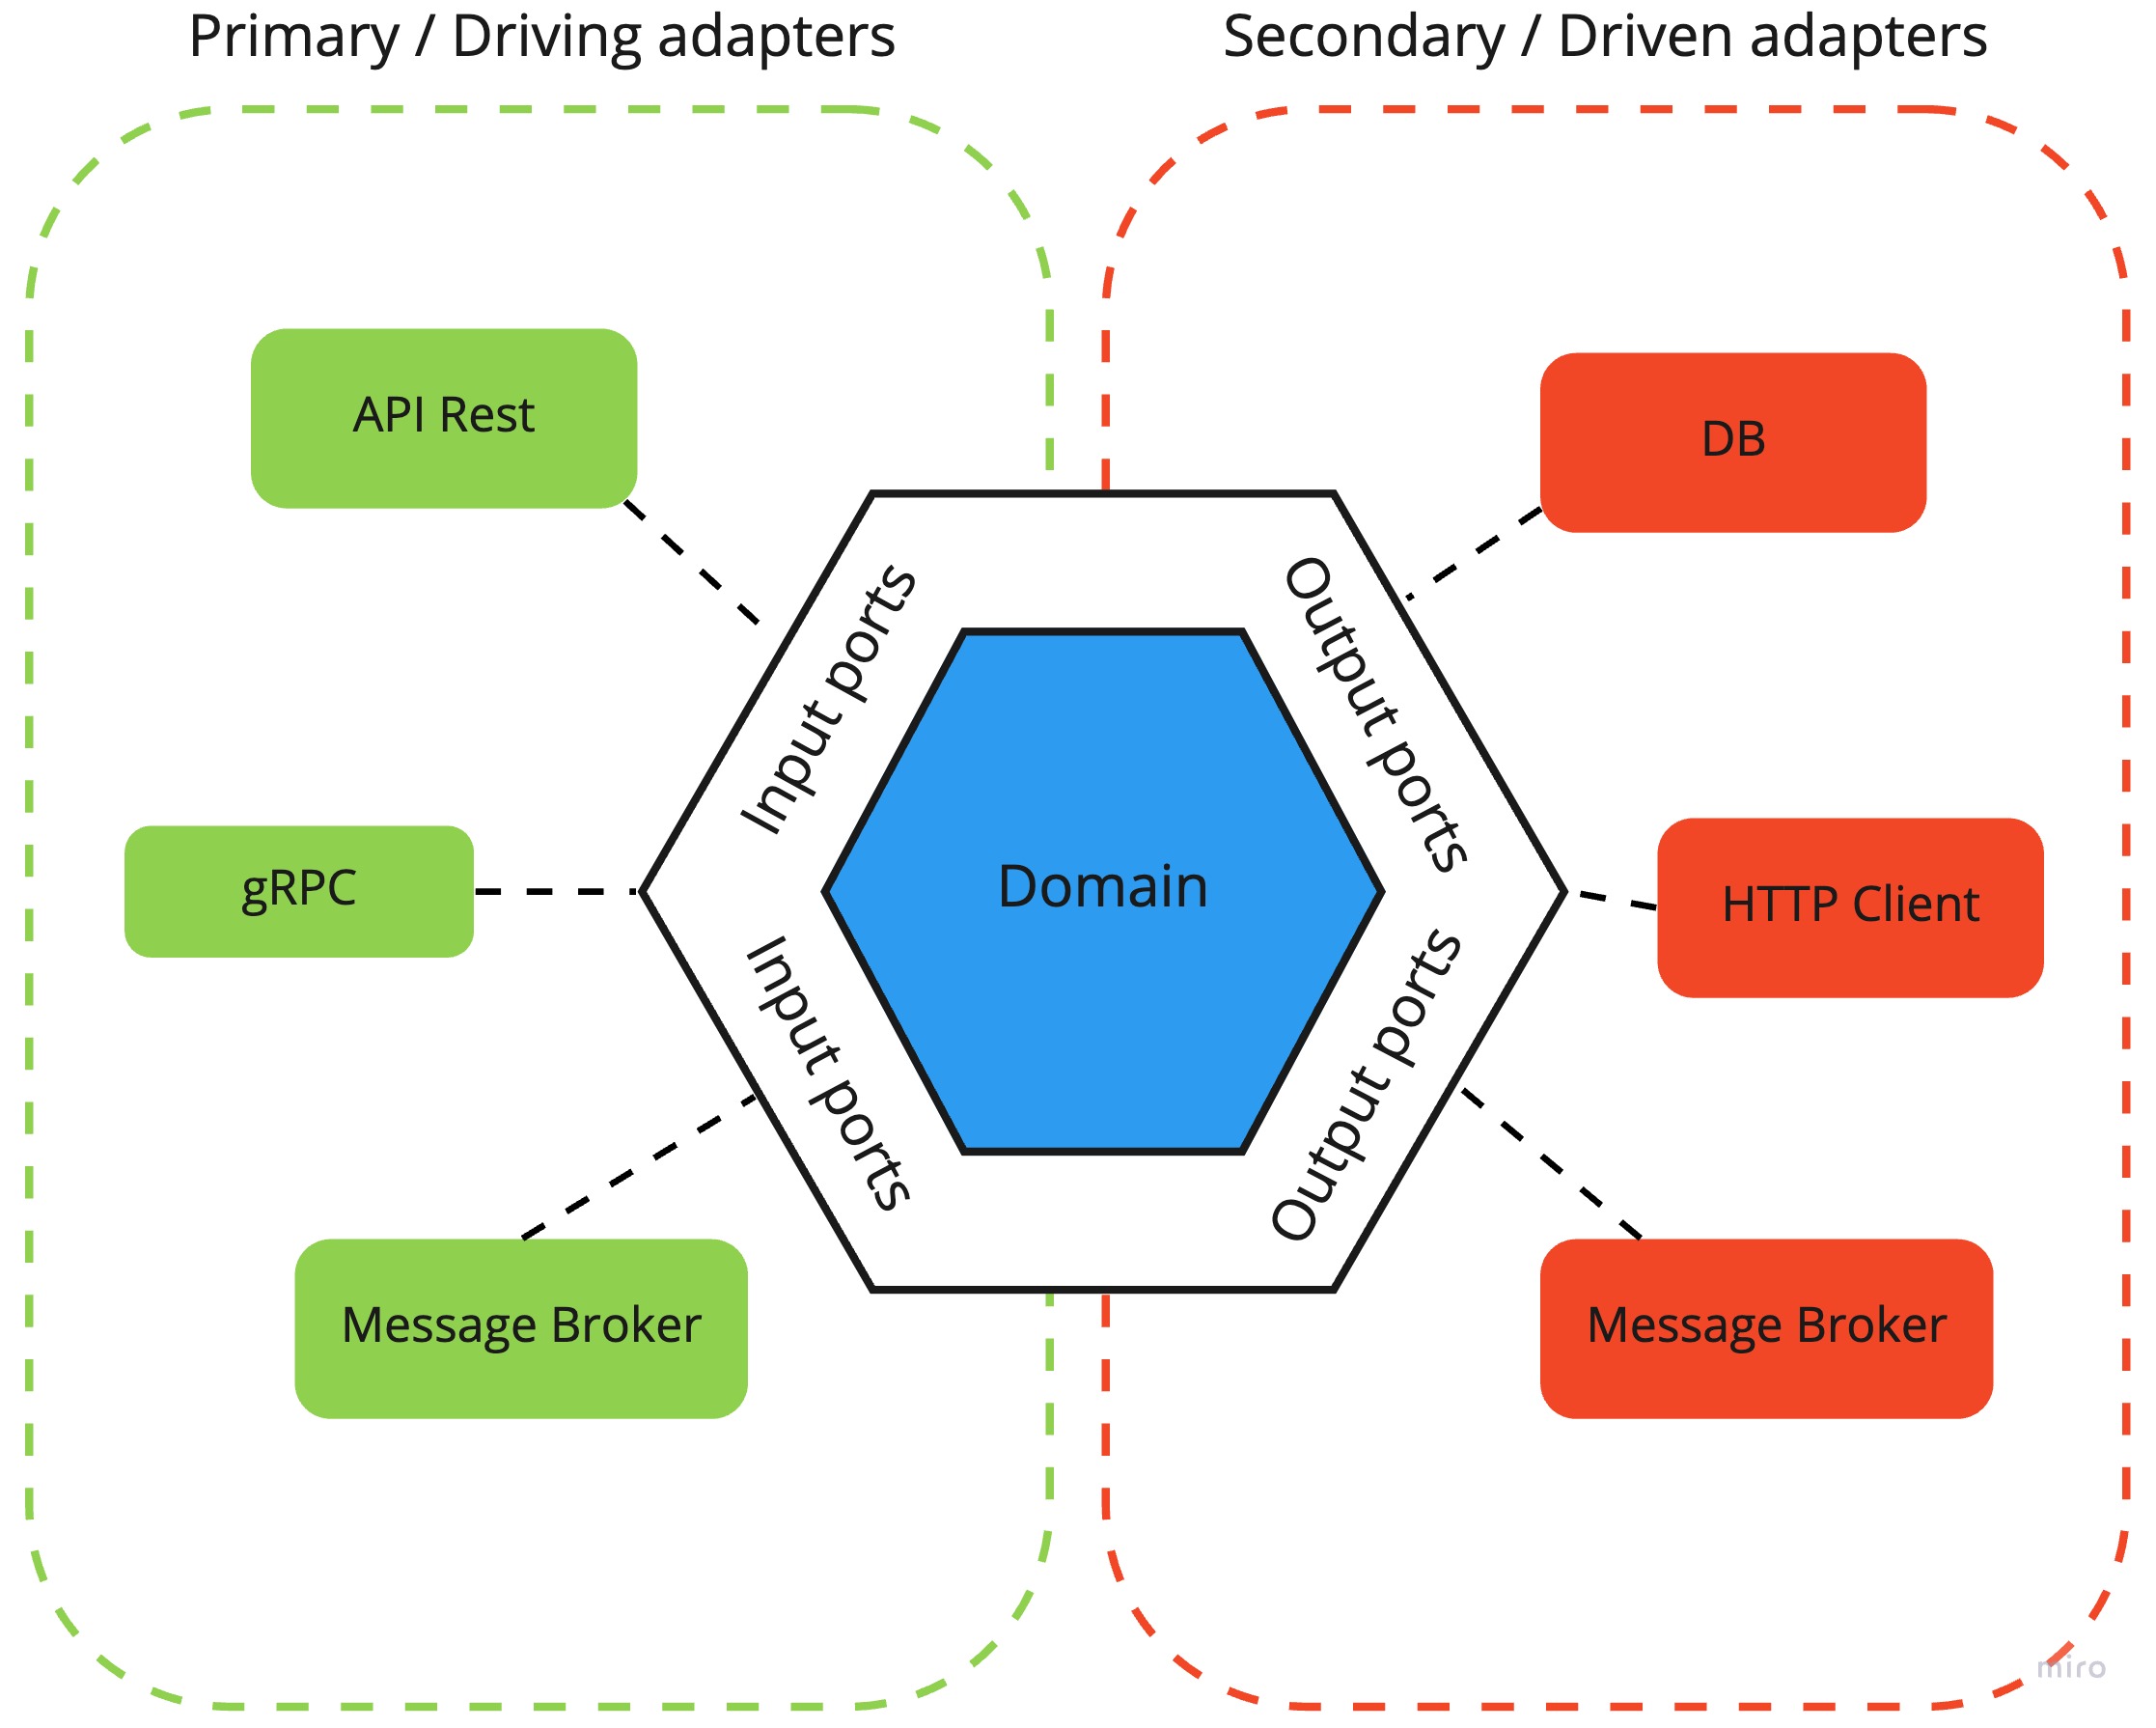 Primary / Driving adapters
Secondary / Driven adapters
API Rest
DB
Input ports
Output ports
Domain
gRPC
HTTP Client
Input ports
Output ports
Message Broker
Message Broker
miro